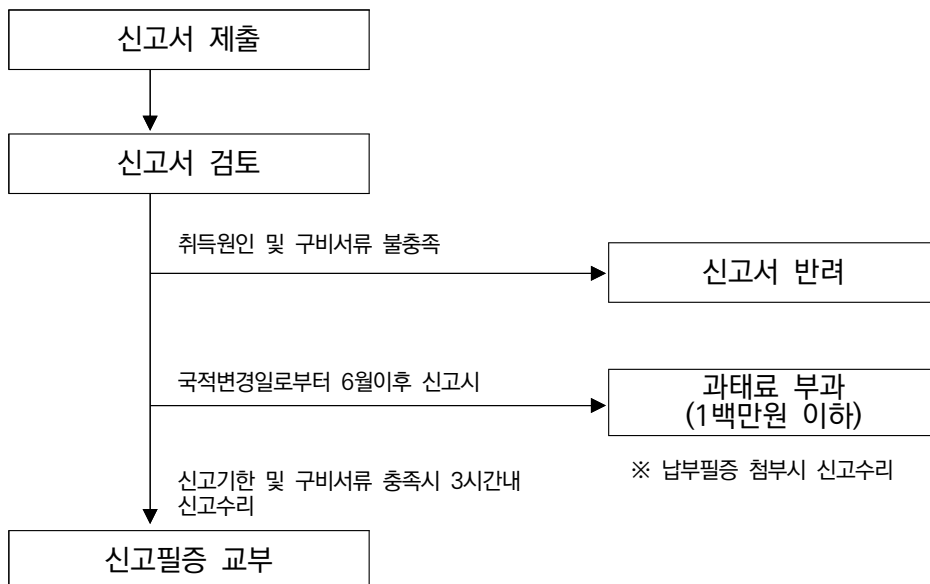 신고서 제출
신고서 검토
취득원인 및 구비서류 불충족
신고서 반려
국적변경일로부터 6월이후 신고시
과태료 부과
(1백만원 이하)
※ 납부필증 첨부시 신고수리
신고기한 및 구비서류 충족시 3시간내
신고수리
신고필증 교부